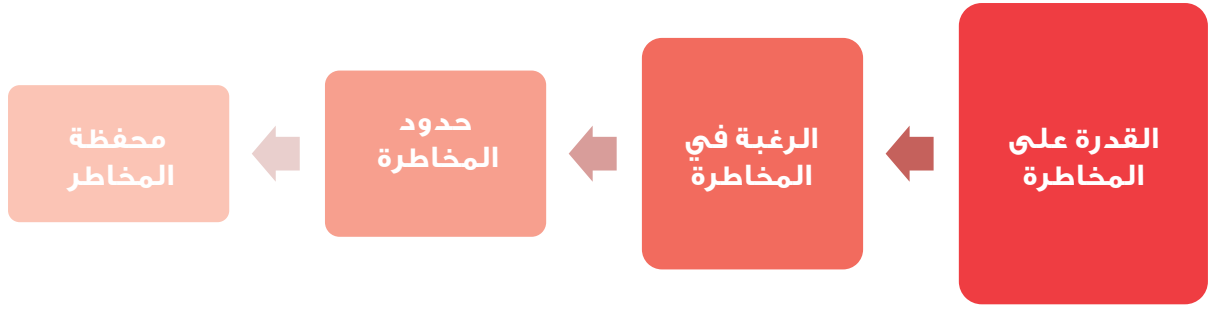 القدرة على
المخاطرة
الرغبة في
المخاطرة
حدود
المخاطرة
محفظة
المخاطر